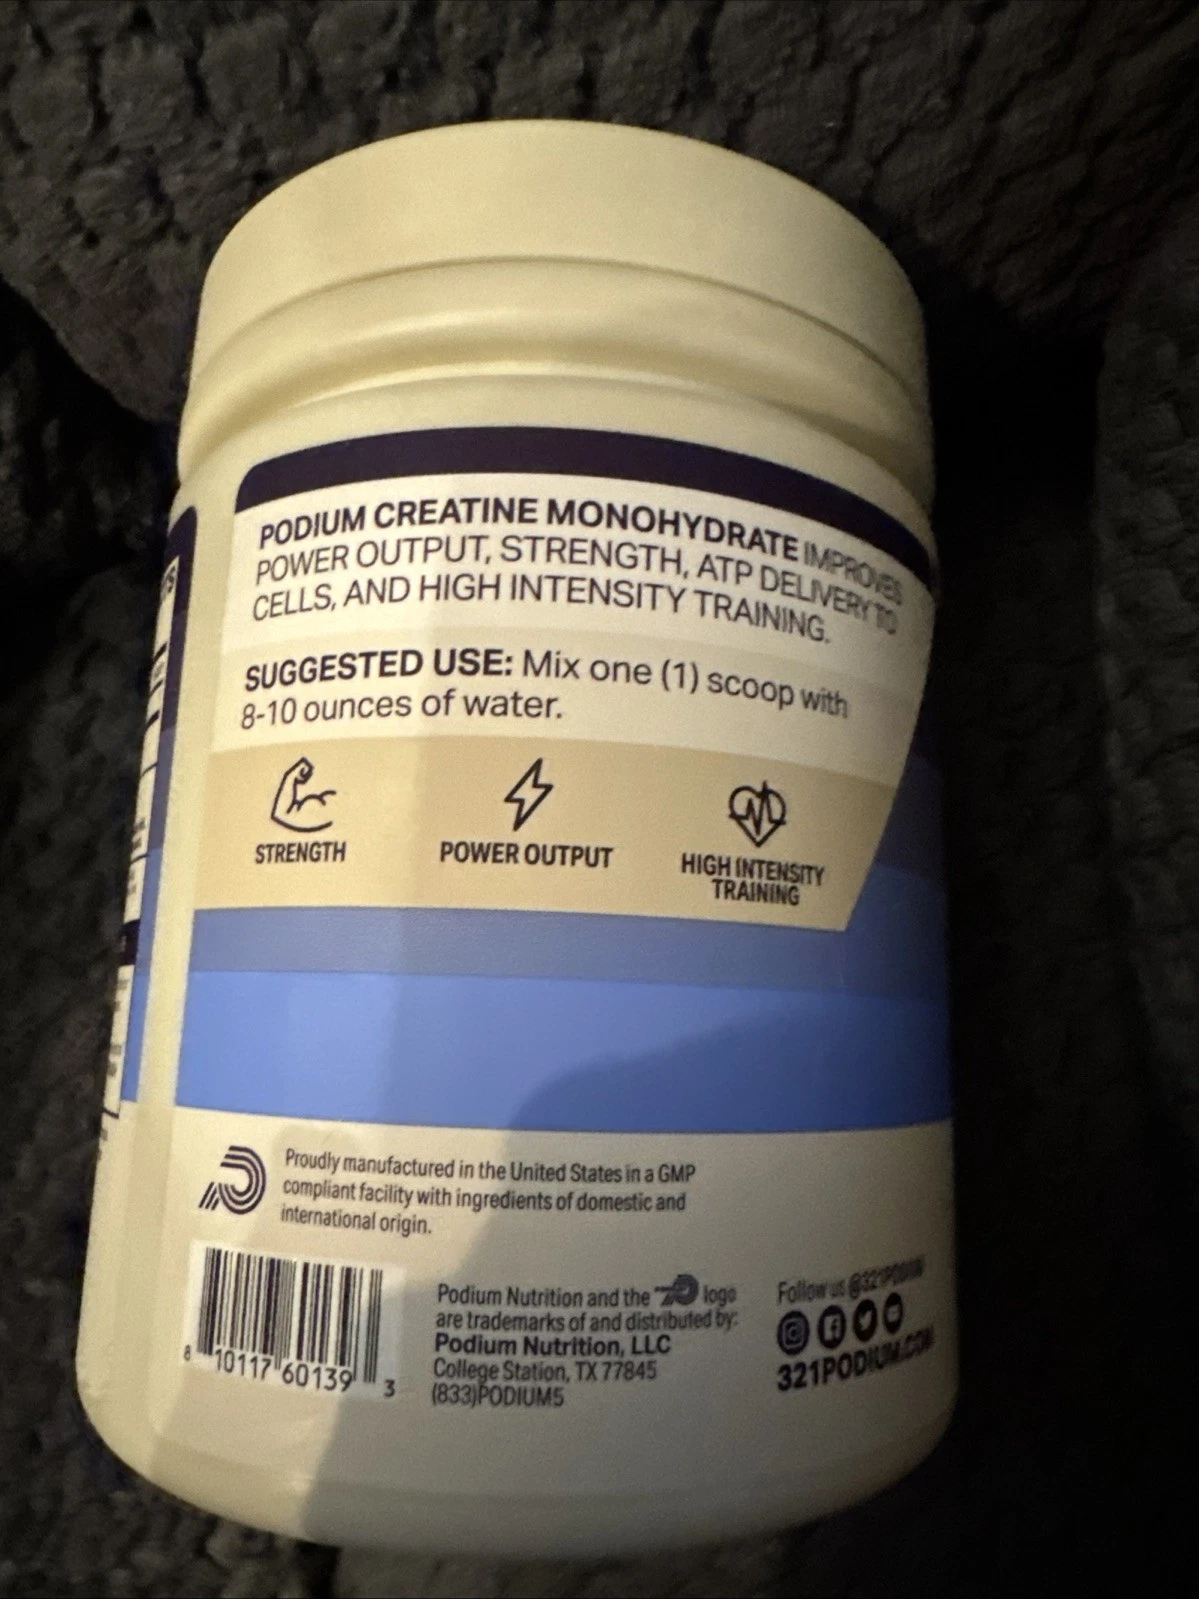 PODIUM CREATINE MONOHYDRATE IMPROVES
POWER OUTPUT, STRENGTH, ATP DELIVERY TO
CELLS, AND HIGH INTENSITY TRAINING.
SUGGESTED USE: Mix one (1) scoop with
8-10 ounces of water.
STRENGTH
POWER OUTPUT
HIGH INTENSITY
TRAINING
Proudly manufactured in the United States in a GMP
compliant facility with ingredients of domestic and
international origin.
8 10117 60139 3
Podium Nutrition and the logo
are trademarks of and distributed by:
Podium Nutrition, LLC
College Station, TX 77845
(833)PODIUM5
Follow us @321PODIUM
321PODIUM.COM